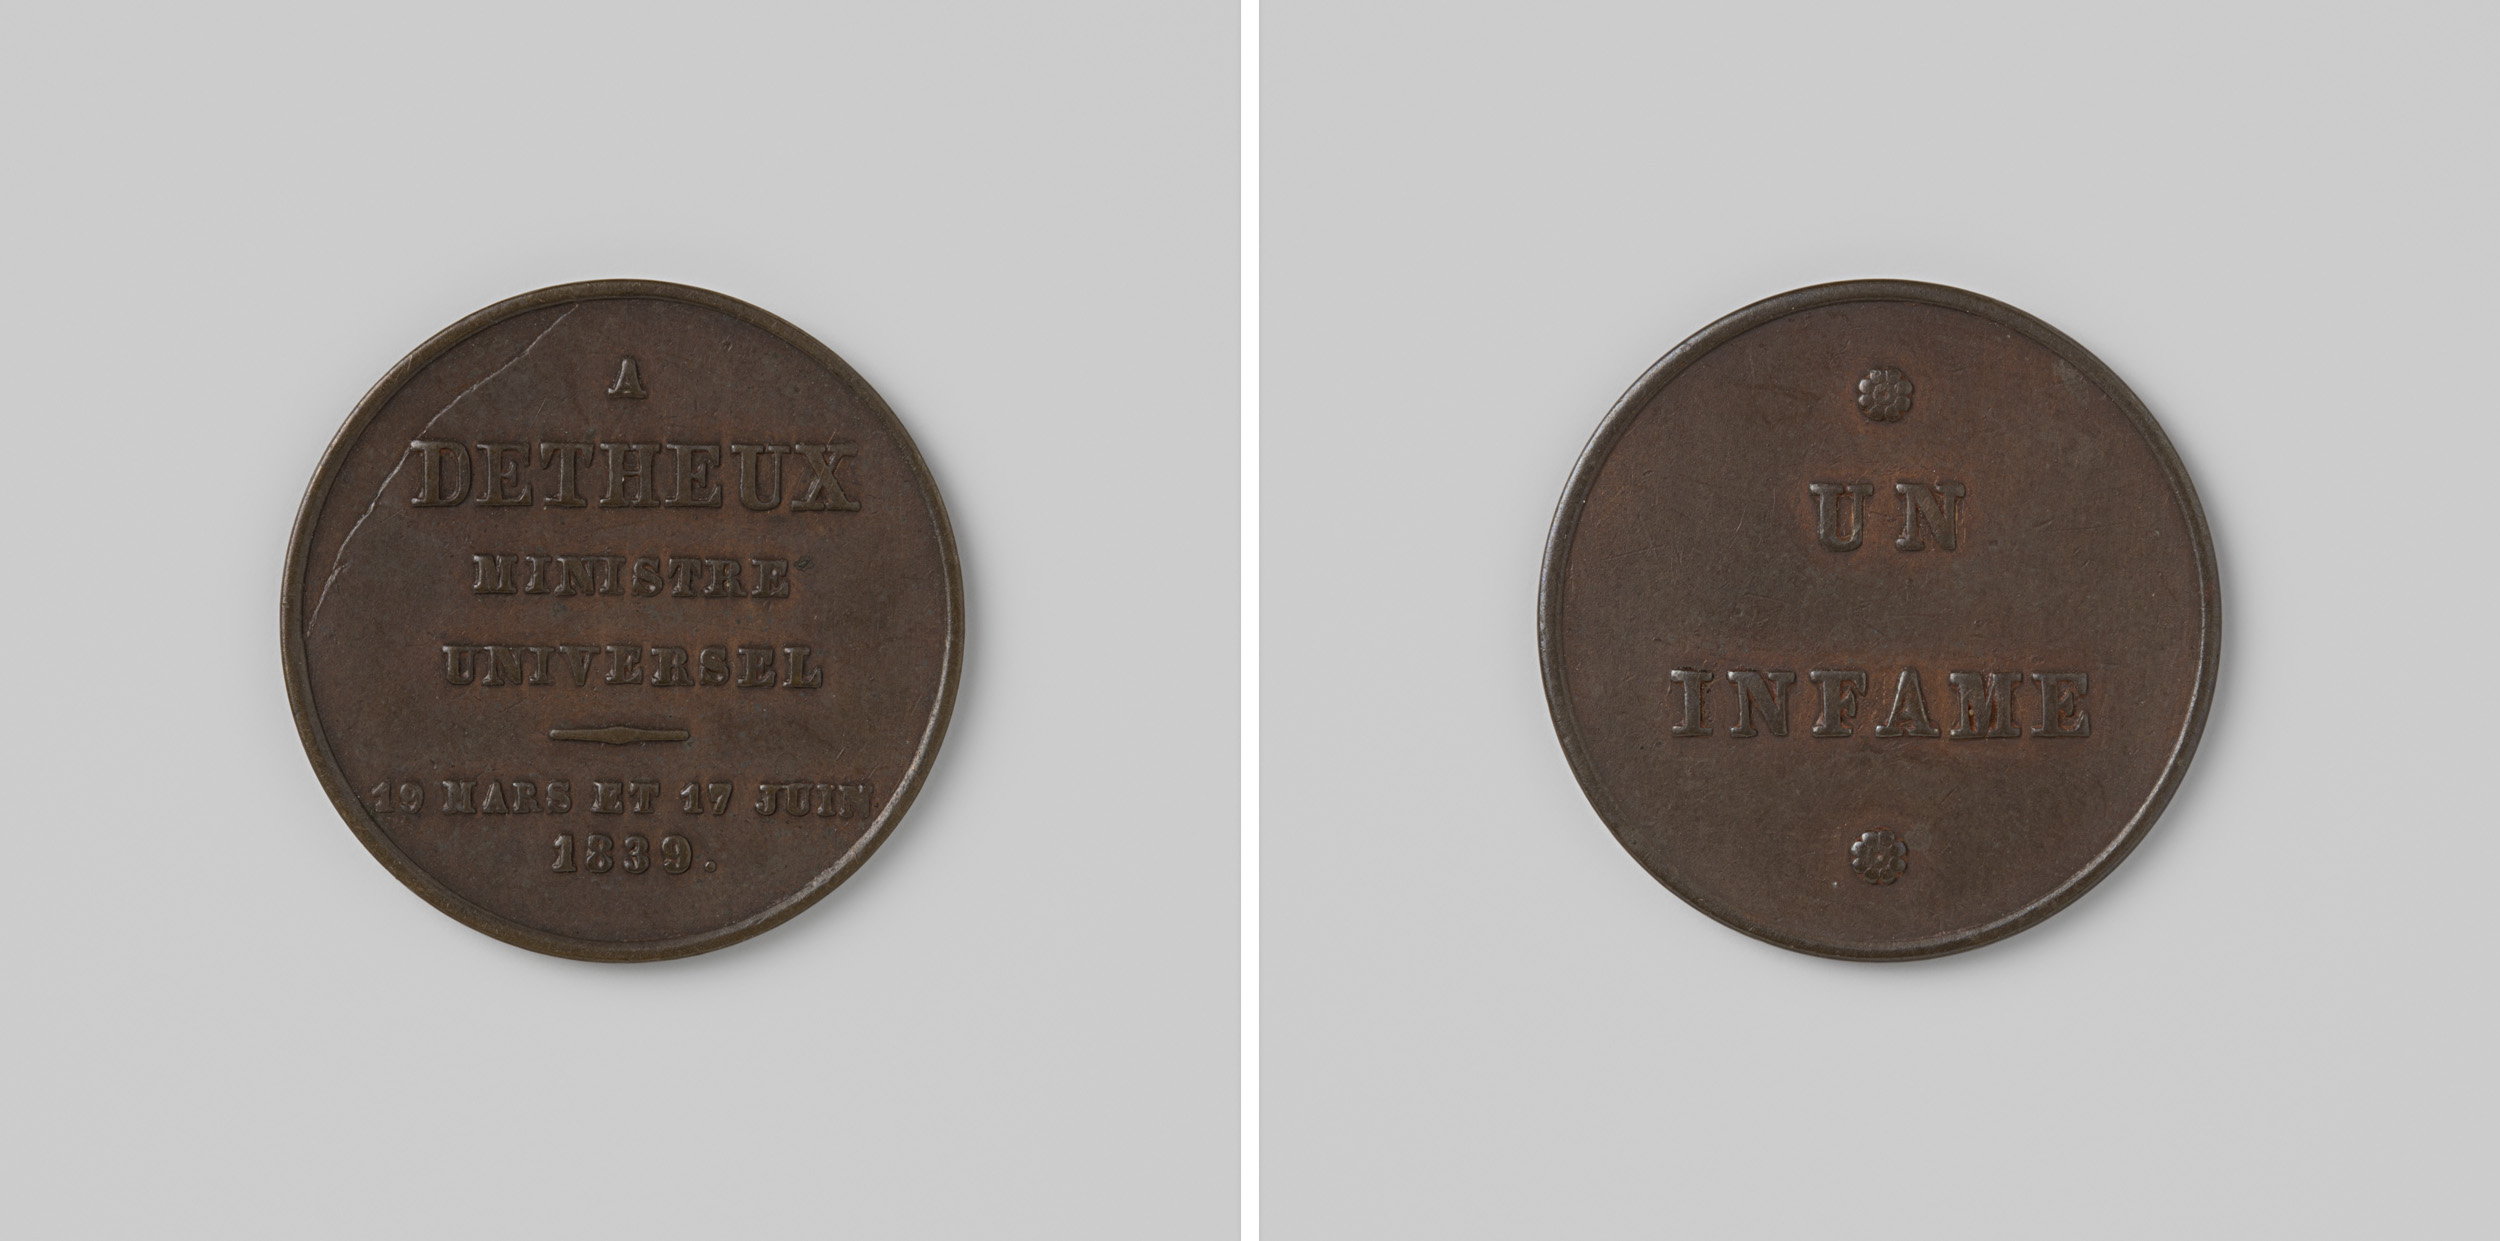 A
DETHEUX
MINISTRE
UNIVERSEL
19 MARS ET 17 JUIN
1839.
UN
INFAME